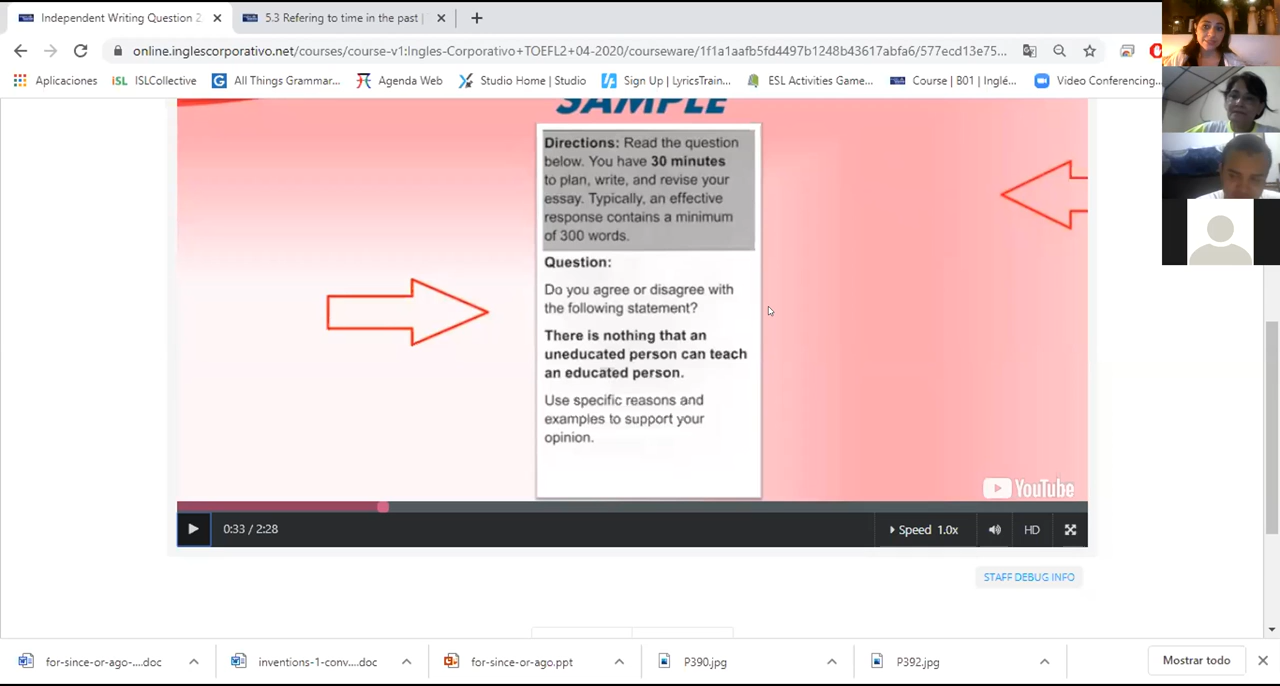 Independent Writing Question 2
5.3 Refering to time in the past |
online.inglescorporativo.net/courses/course-v1:Ingles-Corporativo+TOEFL2+04-2020/courseware/1f1a1aafb5fd4497b1248b43617abfa6/577ecd13e75...
Aplicaciones
iSL ISLCollective
G All Things Grammar...
Agenda Web
Studio Home | Studio
Sign Up | LyricsTrain...
ESL Activities Game...
Course | B01 | Inglé...
Video Conferencing...
SAMPLE
Directions: Read the question
below. You have 30 minutes
to plan, write, and revise your
essay. Typically, an effective
response contains a minimum
of 300 words.
Question:
Do you agree or disagree with
the following statement?
There is nothing that an
uneducated person can teach
an educated person.
Use specific reasons and
examples to support your
opinion.
YouTube
0:33 / 2:28
Speed 1.0x
HD
STAFF DEBUG INFO
for-since-or-ago-....doc
inventions-1-conv....doc
for-since-or-ago.ppt
P390.jpg
P392.jpg
Mostrar todo